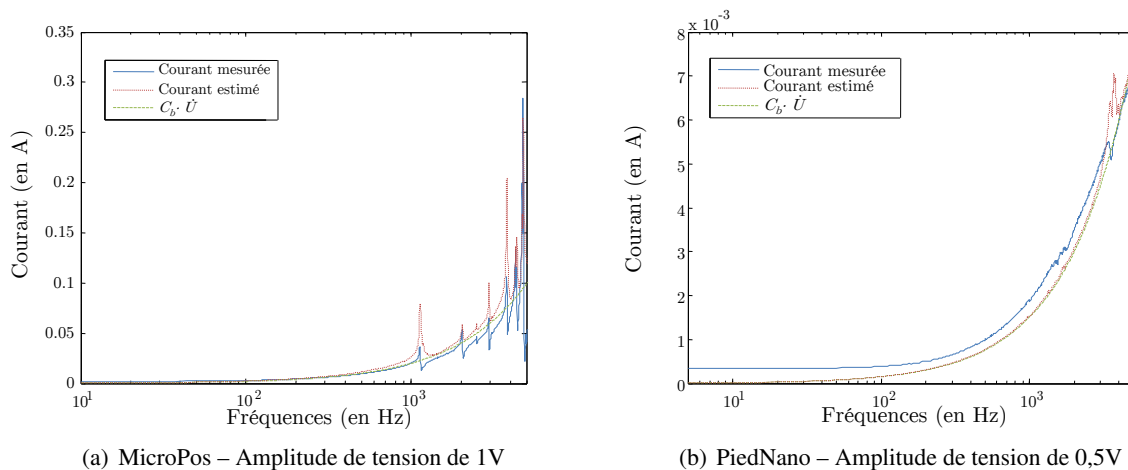 0.35
0.3
0.25
0.2
0.15
0.1
0.05
0
Courant (en A)
Courant mesurée
Courant estimé
C_b· U̇
10^1
10^2
10^3
Fréquences (en Hz)
(a) MicroPos – Amplitude de tension de 1V
8 x 10^-3
7
6
5
4
3
2
1
0
Courant (en A)
Courant mesurée
Courant estimé
C_b· U̇
10^1
10^2
10^3
Fréquences (en Hz)
(b) PiedNano – Amplitude de tension de 0,5V